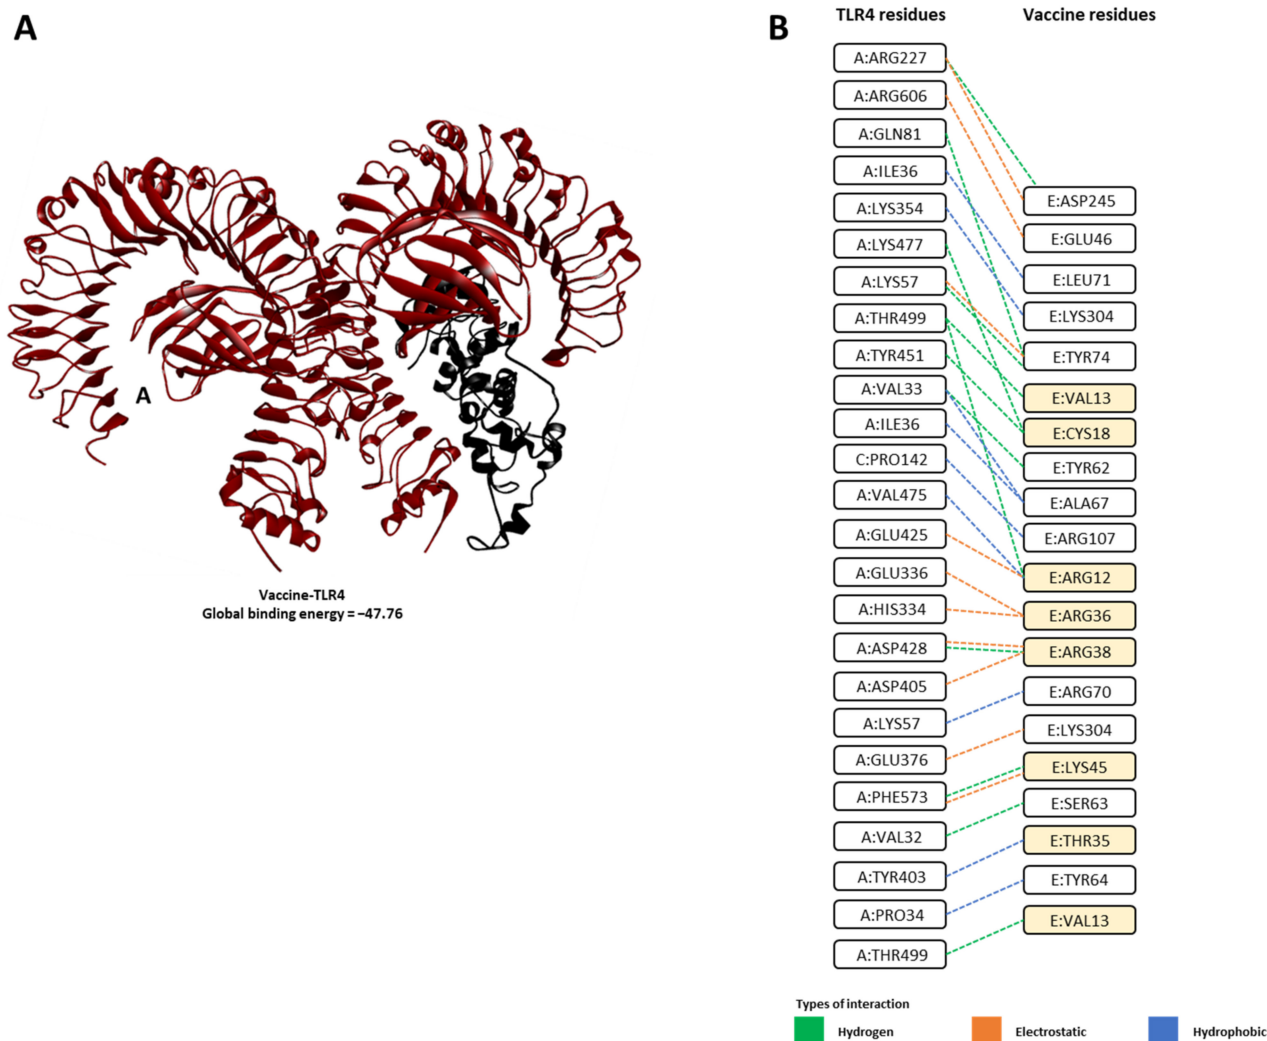 A
A
Vaccine-TLR4
Global binding energy = −47.76
B
TLR4 residues
Vaccine residues
A:ARG227
A:ARG606
A:GLN81
A:ILE36
A:LYS354
A:LYS477
A:LYS57
A:THR499
A:TYR451
A:VAL33
A:ILE36
C:PRO142
A:VAL475
A:GLU425
A:GLU336
A:HIS334
A:ASP428
A:ASP405
A:LYS57
A:GLU376
A:PHE573
A:VAL32
A:TYR403
A:PRO34
A:THR499
E:ASP245
E:GLU46
E:LEU71
E:LYS304
E:TYR74
E:VAL13
E:CYS18
E:TYR62
E:ALA67
E:ARG107
E:ARG12
E:ARG36
E:ARG38
E:ARG70
E:LYS304
E:LYS45
E:SER63
E:THR35
E:TYR64
E:VAL13
Types of interaction
Hydrogen
Electrostatic
Hydrophobic